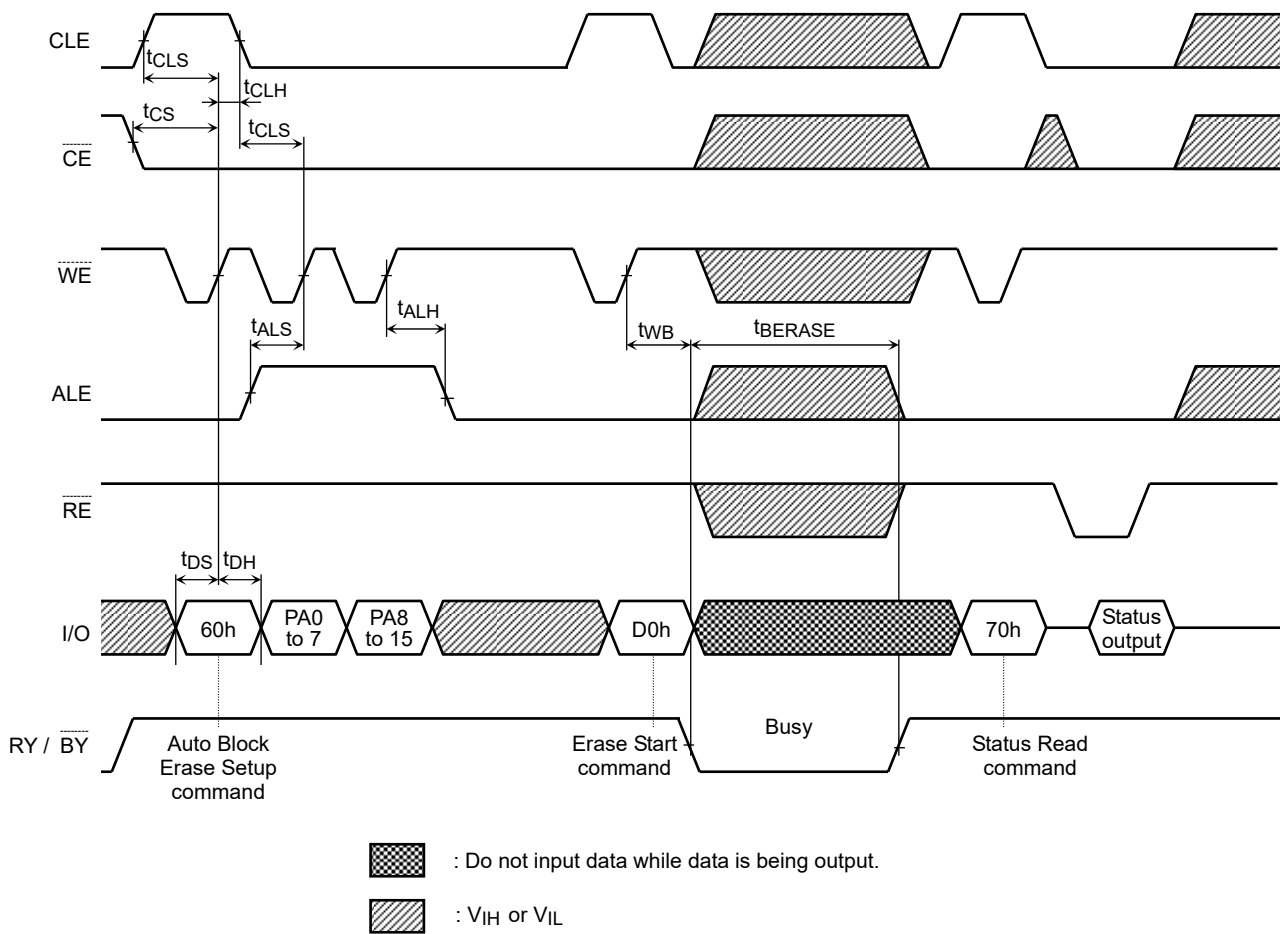 CLE
tCLS
tCLH
tCS
tCLS
CE
WE
tALH
tALS
tWB
tBERASE
ALE
RE
tDS
tDH
I/O
60h
PA0
to 7
PA8
to 15
D0h
70h
Status
output
RY / BY
Busy
Auto Block
Erase Setup
command
Erase Start
command
Status Read
command
: Do not input data while data is being output.
: VIH or VIL